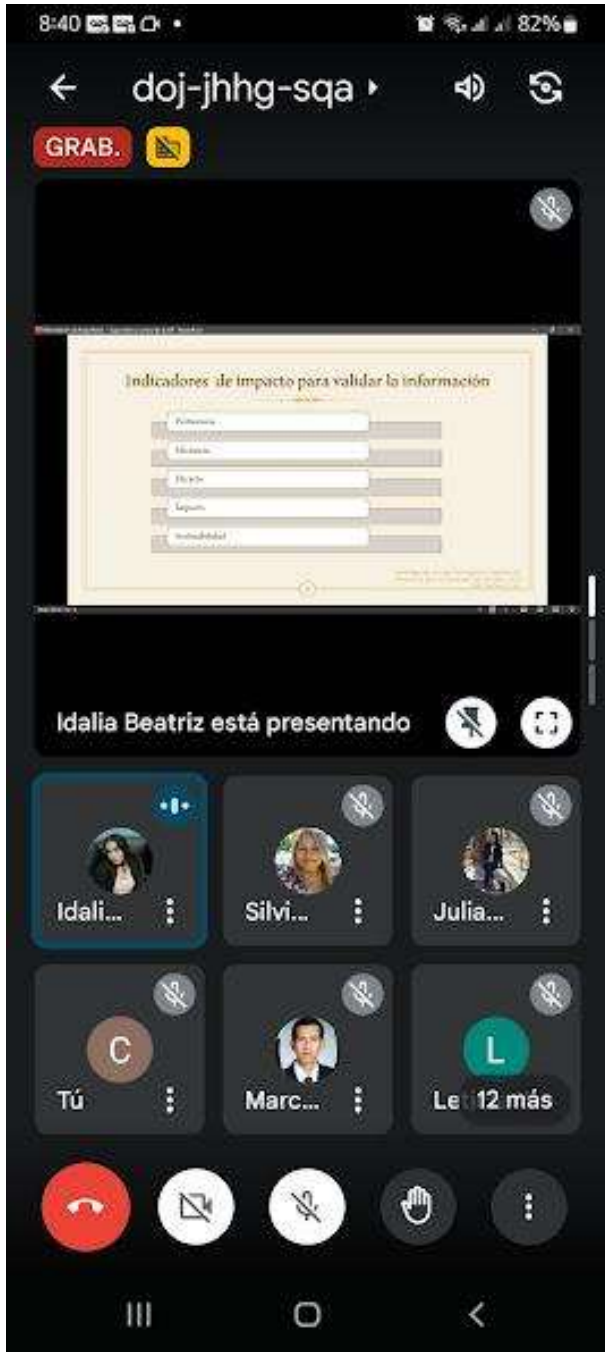 8:40
82%
doj-jhhg-sqa
GRAB.
Indicadores de impacto para validar la información
Pertinencia
Eficiencia
Eficacia
Impacto
Sostenibilidad
Idalia Beatriz está presentando
Idali...
Silvi...
Julia...
C
Tú
Marc...
L
Leti
12 más